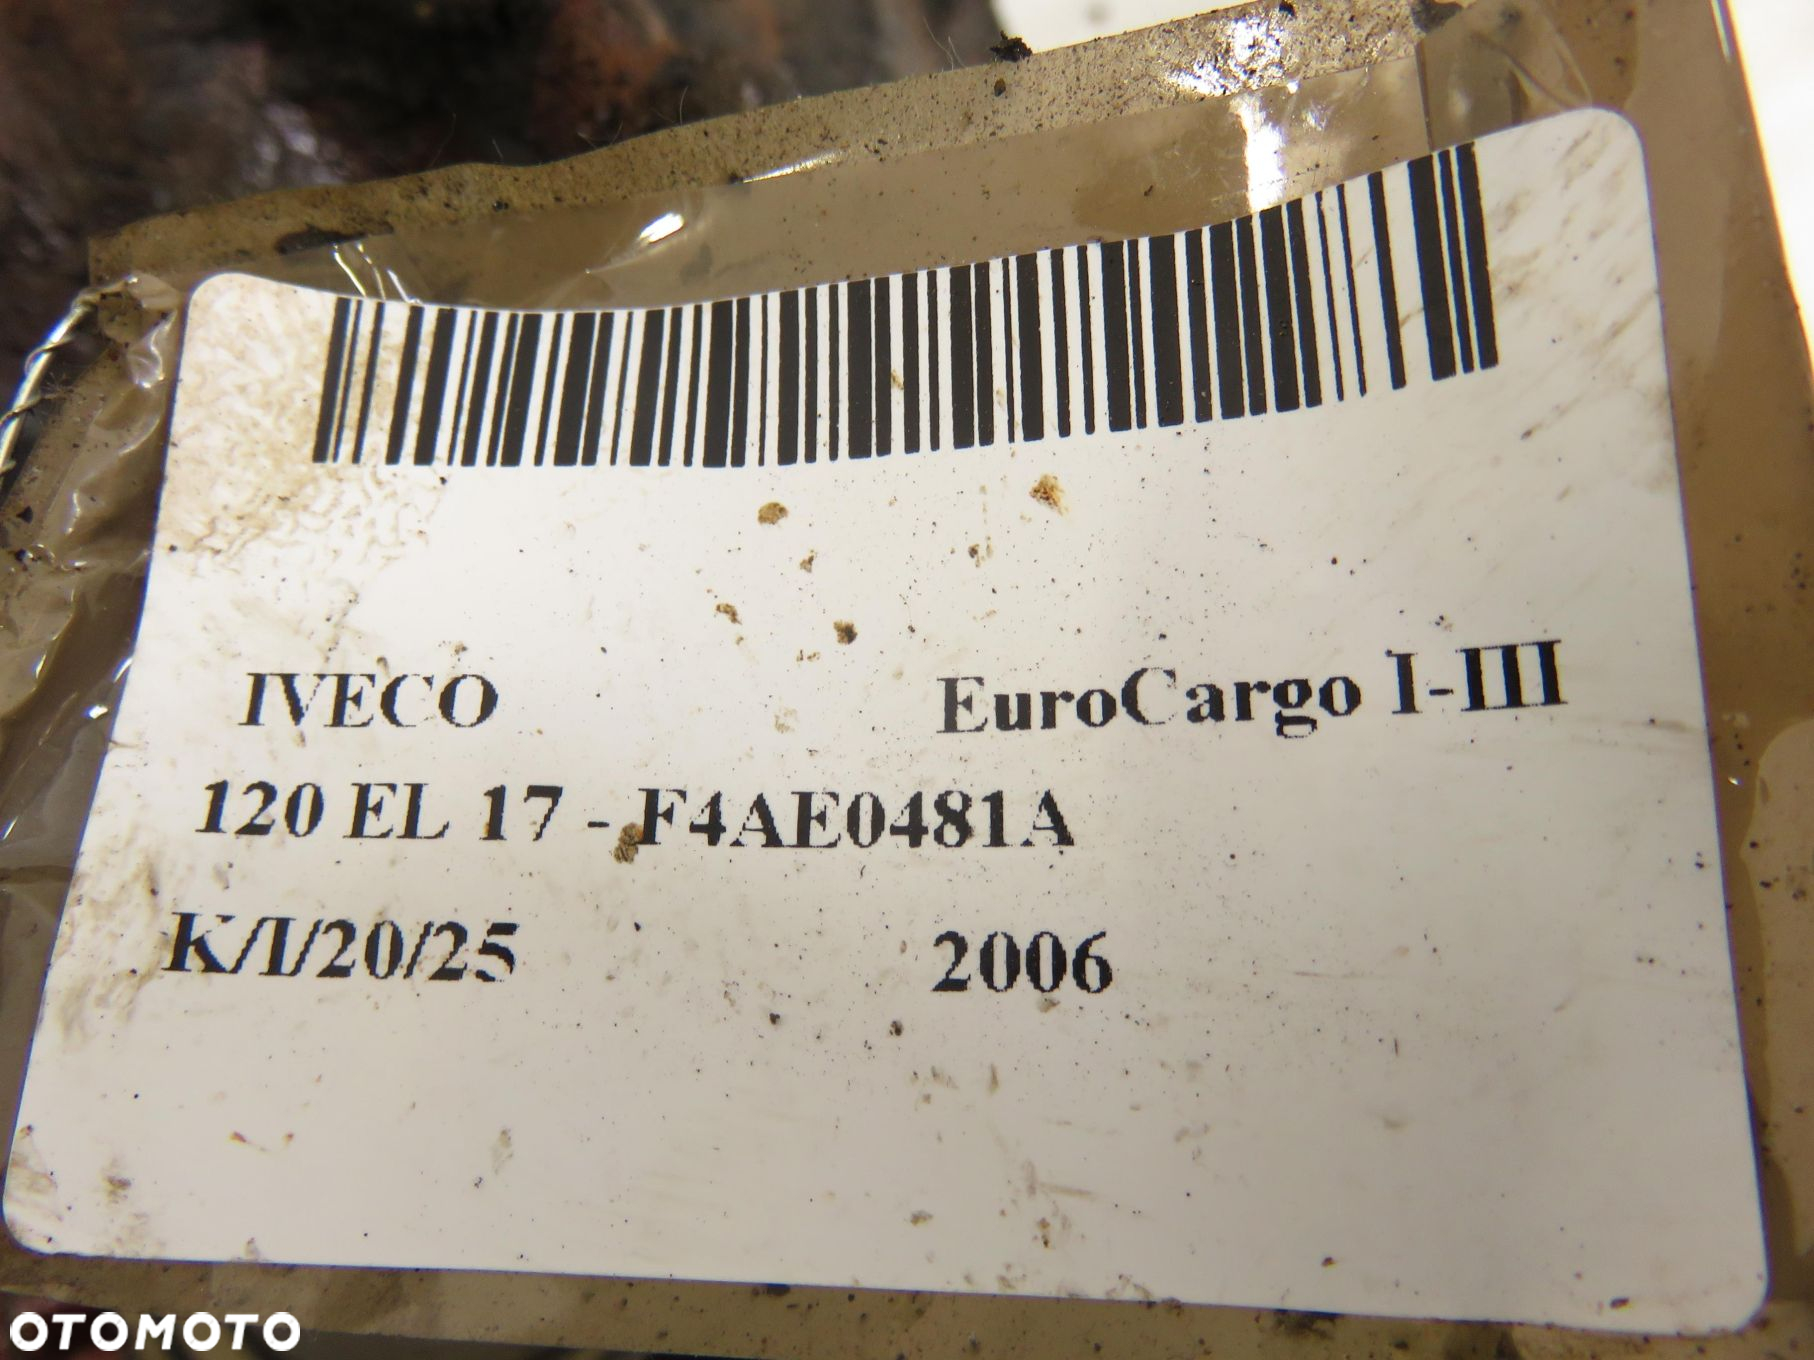 IVECO EuroCargo I-III
120 EL 17 - F4AE0481A
K/I/20/25 2006
OTOMOTO